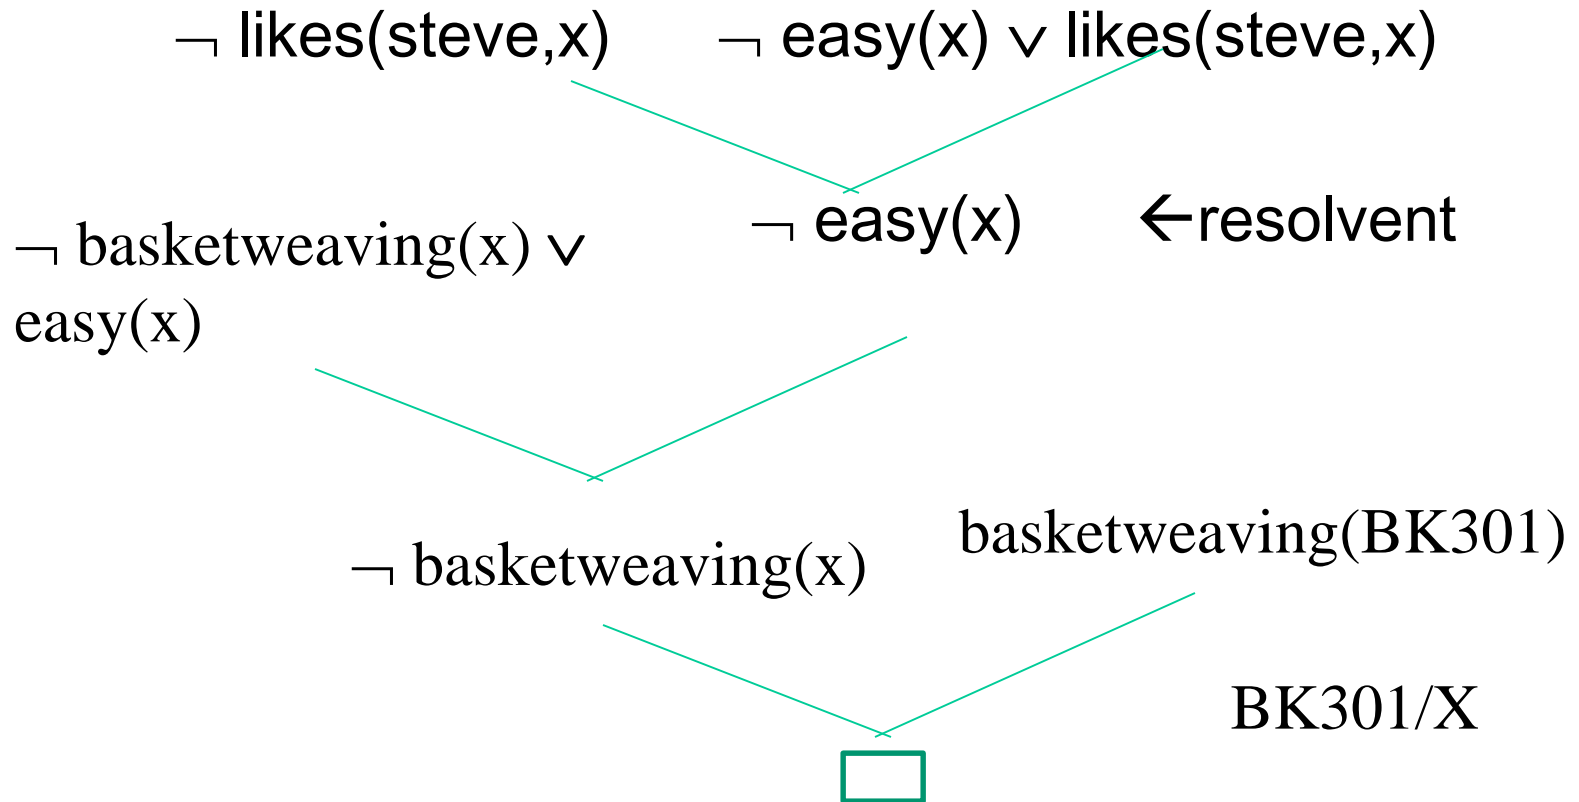 ¬ likes(steve,x) ¬ easy(x) ∨ likes(steve,x)
¬ easy(x) ←resolvent
¬ basketweaving(x) ∨
easy(x)
basketweaving(BK301)
¬ basketweaving(x)
BK301/X